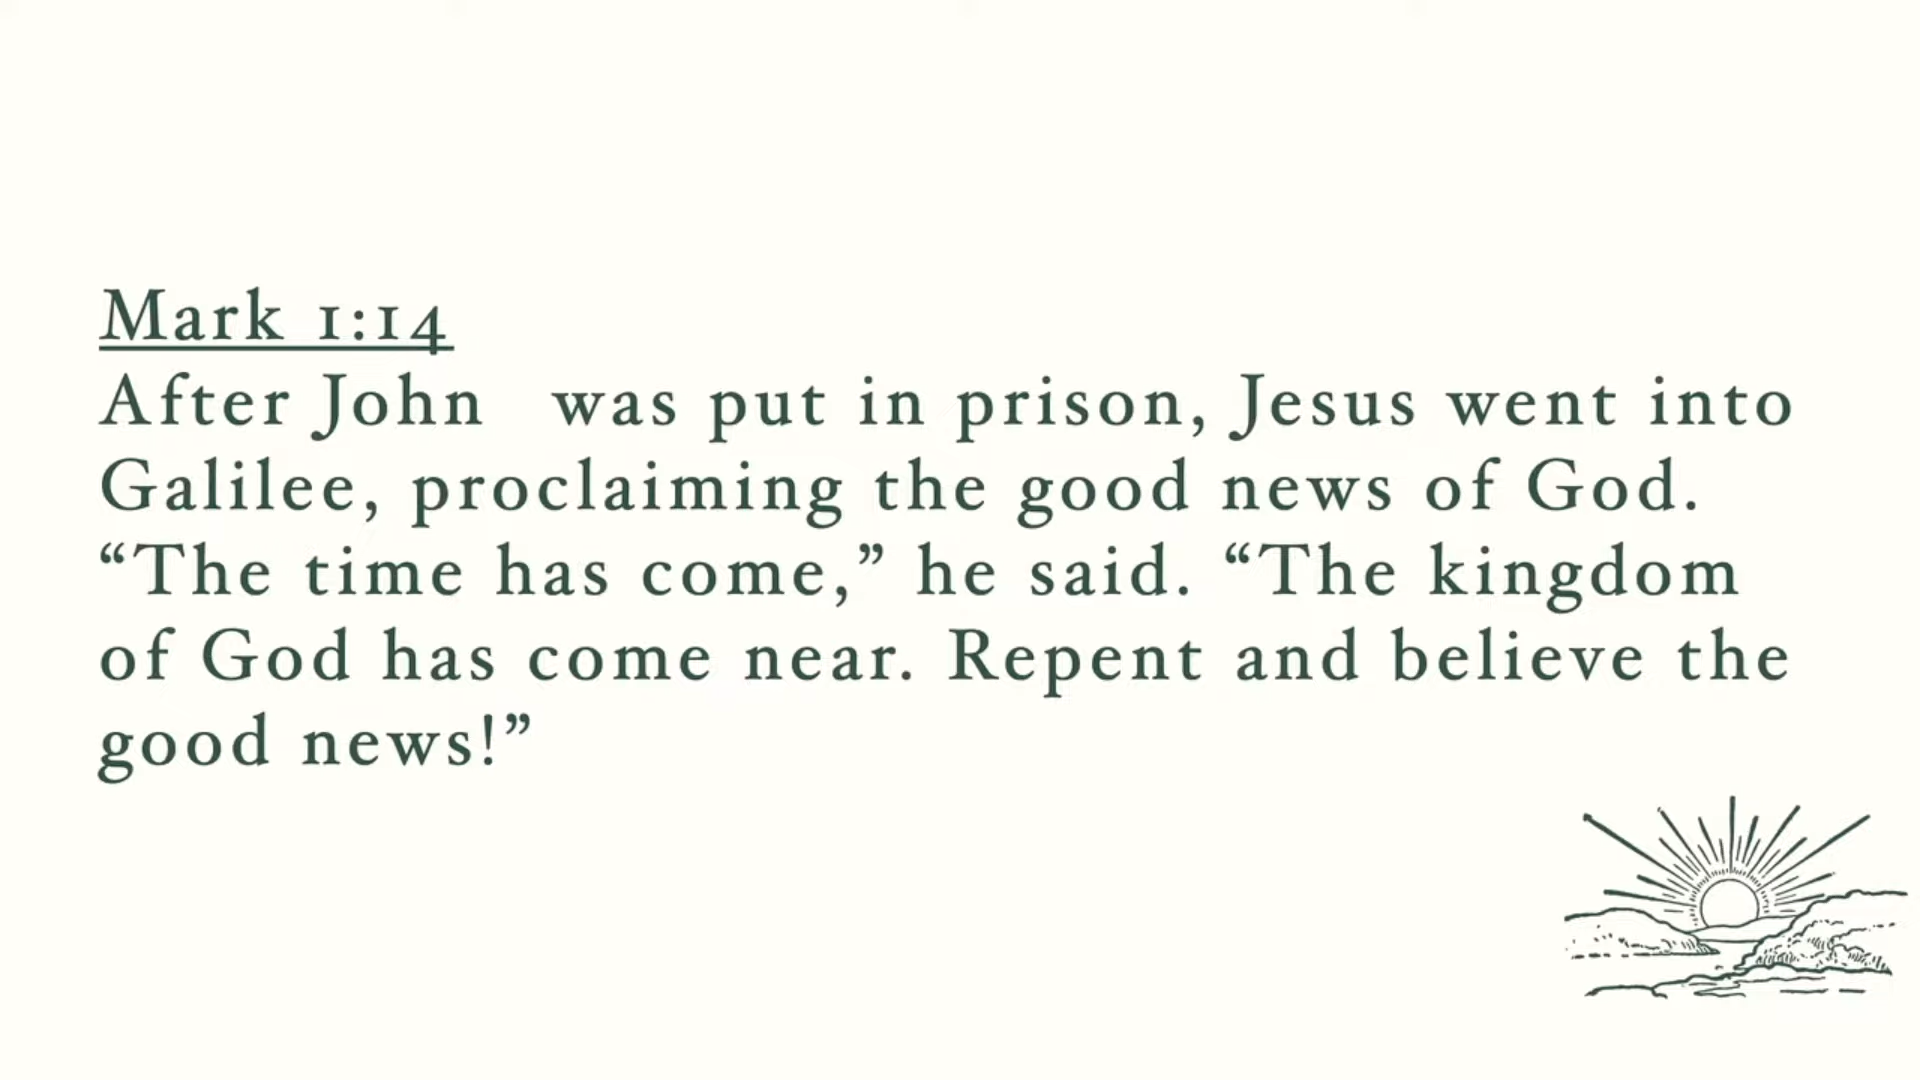 Mark 1:14
After John was put in prison, Jesus went into
Galilee, proclaiming the good news of God.
“The time has come,” he said. “The kingdom
of God has come near. Repent and believe the
good news!”